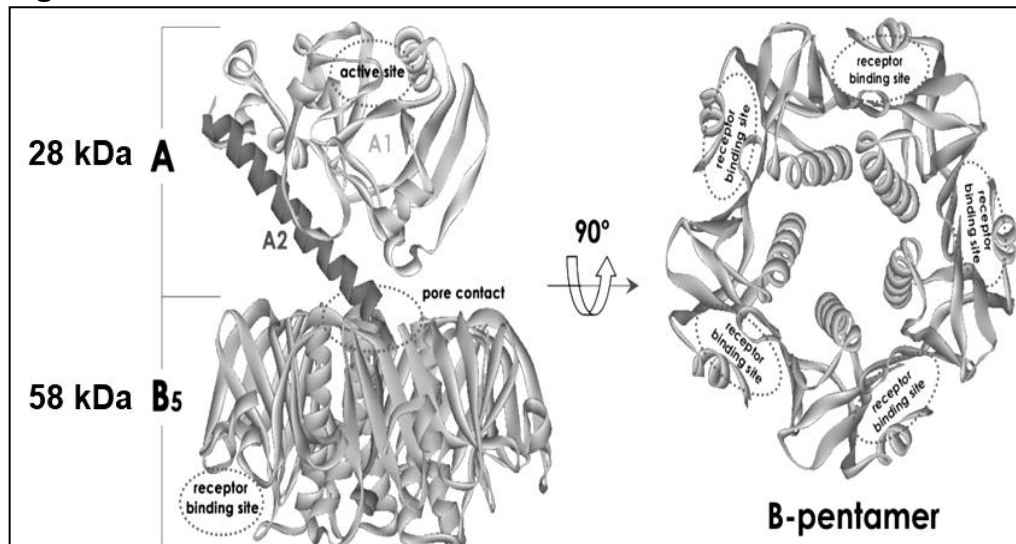 28 kDa A
active site
A1
A2
pore contact
58 kDa B5
receptor
binding site
90°
receptor
binding site
receptor
binding site
receptor
binding site
receptor
binding site
receptor
binding site
B-pentamer